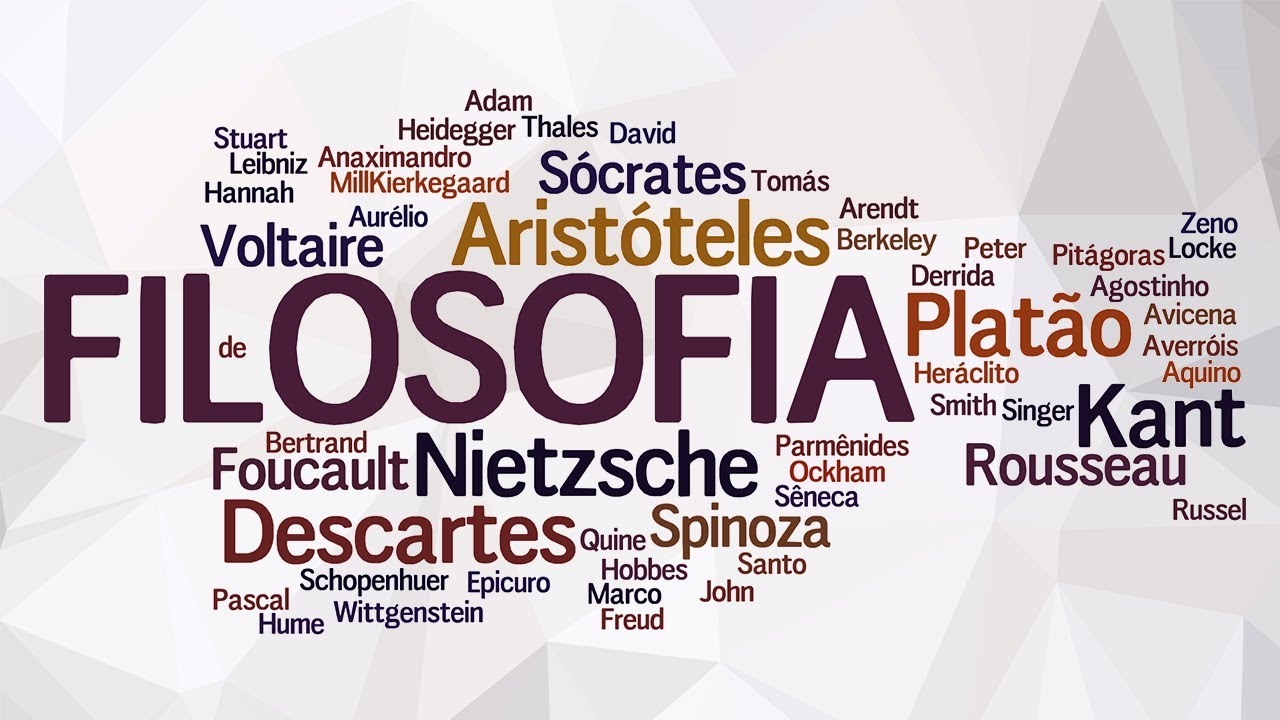 Adam
Heidegger Thales David
Stuart
Leibniz Anaximandro
Hannah MillKierkegaard Sócrates Tomás
Aurélio Arendt
Voltaire Aristóteles Berkeley Peter Pitágoras Zeno
Locke
Derrida Agostinho
FILOSOFIA
de
Platão Avicena
Averróis
Heráclito Aquino
Smith Singer Kant
Bertrand Parmênides
Foucault Nietzsche Ockham Rousseau
Sêneca
Russel
Descartes Quine Spinoza
Schopenhuer Epicuro Hobbes Santo
Pascal Wittgenstein Marco John
Hume Freud